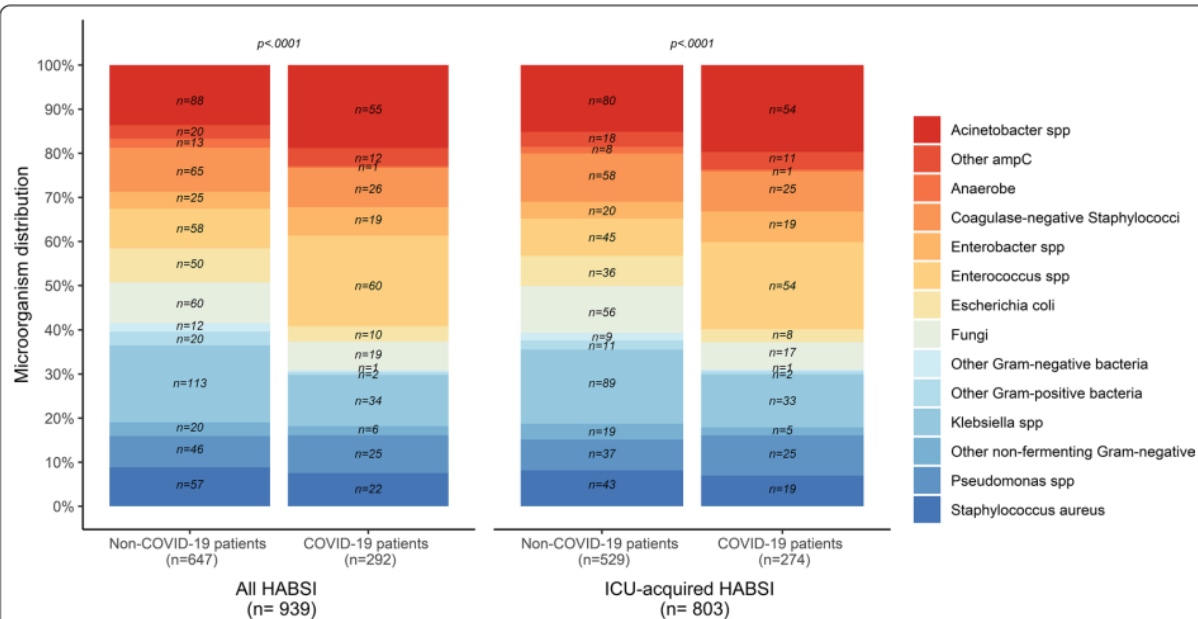 p<.0001
p<.0001
100%
90%
80%
70%
60%
50%
40%
30%
20%
10%
0%
Microorganism distribution
n=88
n=20
n=13
n=65
n=25
n=58
n=50
n=60
n=12
n=20
n=113
n=20
n=46
n=57
n=55
n=12
n=1
n=26
n=19
n=60
n=10
n=19
n=1
n=2
n=34
n=6
n=25
n=22
n=80
n=18
n=8
n=58
n=20
n=45
n=36
n=56
n=9
n=11
n=89
n=19
n=37
n=43
n=54
n=11
n=1
n=25
n=19
n=54
n=8
n=17
n=1
n=2
n=33
n=5
n=25
n=19
Non-COVID-19 patients
(n=647)
COVID-19 patients
(n=292)
Non-COVID-19 patients
(n=529)
COVID-19 patients
(n=274)
All HABSI
(n= 939)
ICU-acquired HABSI
(n= 803)
Acinetobacter spp
Other ampC
Anaerobe
Coagulase-negative Staphylococci
Enterobacter spp
Enterococcus spp
Escherichia coli
Fungi
Other Gram-negative bacteria
Other Gram-positive bacteria
Klebsiella spp
Other non-fermenting Gram-negative
Pseudomonas spp
Staphylococcus aureus